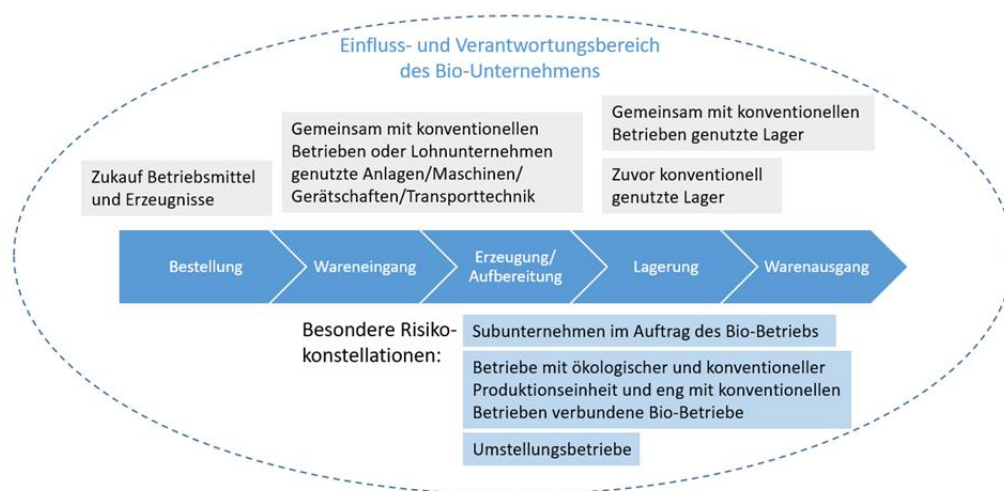 Einfluss- und Verantwortungsbereich
des Bio-Unternehmens
Zukauf Betriebsmittel
und Erzeugnisse
Gemeinsam mit konventionellen
Betrieben oder Lohnunternehmen
genutzte Anlagen/Maschinen/
Gerätschaften/Transporttechnik
Gemeinsam mit konventionellen
Betrieben genutzte Lager
Zuvor konventionell
genutzte Lager
Bestellung
Wareneingang
Erzeugung/
Aufbereitung
Lagerung
Warenausgang
Besondere Risiko-
konstellationen:
Subunternehmen im Auftrag des Bio-Betriebs
Betriebe mit ökologischer und konventioneller
Produktionseinheit und eng mit konventionellen
Betrieben verbundene Bio-Betriebe
Umstellungsbetriebe